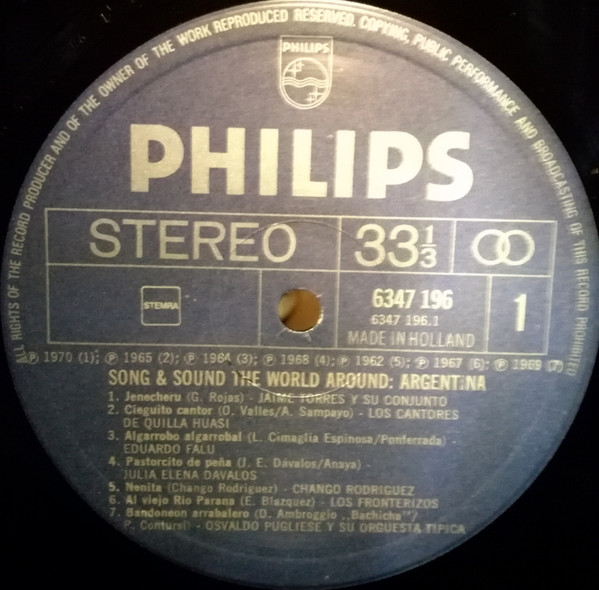 ALL RIGHTS OF THE RECORD PRODUCER AND OF THE OWNER OF THE WORK REPRODUCED RESERVED. COPYING, PUBLIC PERFORMANCE AND BROADCASTING OF THIS RECORD PROHIBITED
PHILIPS
PHILIPS
STEREO 33 1/3
STEMRA 6347 196 1
6347 196.1
MADE IN HOLLAND
Ⓟ 1970 (1); Ⓟ 1965 (2); Ⓟ 1964 (3); Ⓟ 1968 (4); Ⓟ 1962 (5); Ⓟ 1967 (6); Ⓟ 1969 (7)
SONG & SOUND THE WORLD AROUND: ARGENTINA
1. Jenecheru (G. Rojas) - JAIME TORRES Y SU CONJUNTO
2. Cieguito cantor (O. Valles/A. Sampayo) - LOS CANTORES
DE QUILLA HUASI
3. Algarrobo algarrobal (L. Cimaglia Espinosa/Ponferrada)
EDUARDO FALU
4. Pastorcito de peña (J. E. Dávalos/Anaya) -
JULIA ELENA DAVALOS
5. Nenita (Chango Rodriguez) - CHANGO RODRIGUEZ
6. Al viejo Rio Parana (E. Blazquez) - LOS FRONTERIZOS
7. Bandoneon arrabalero (D. Ambroggio „Bachicha"/
P. Contursi) - OSVALDO PUGLIESE Y SU ORQUESTA TIPICA